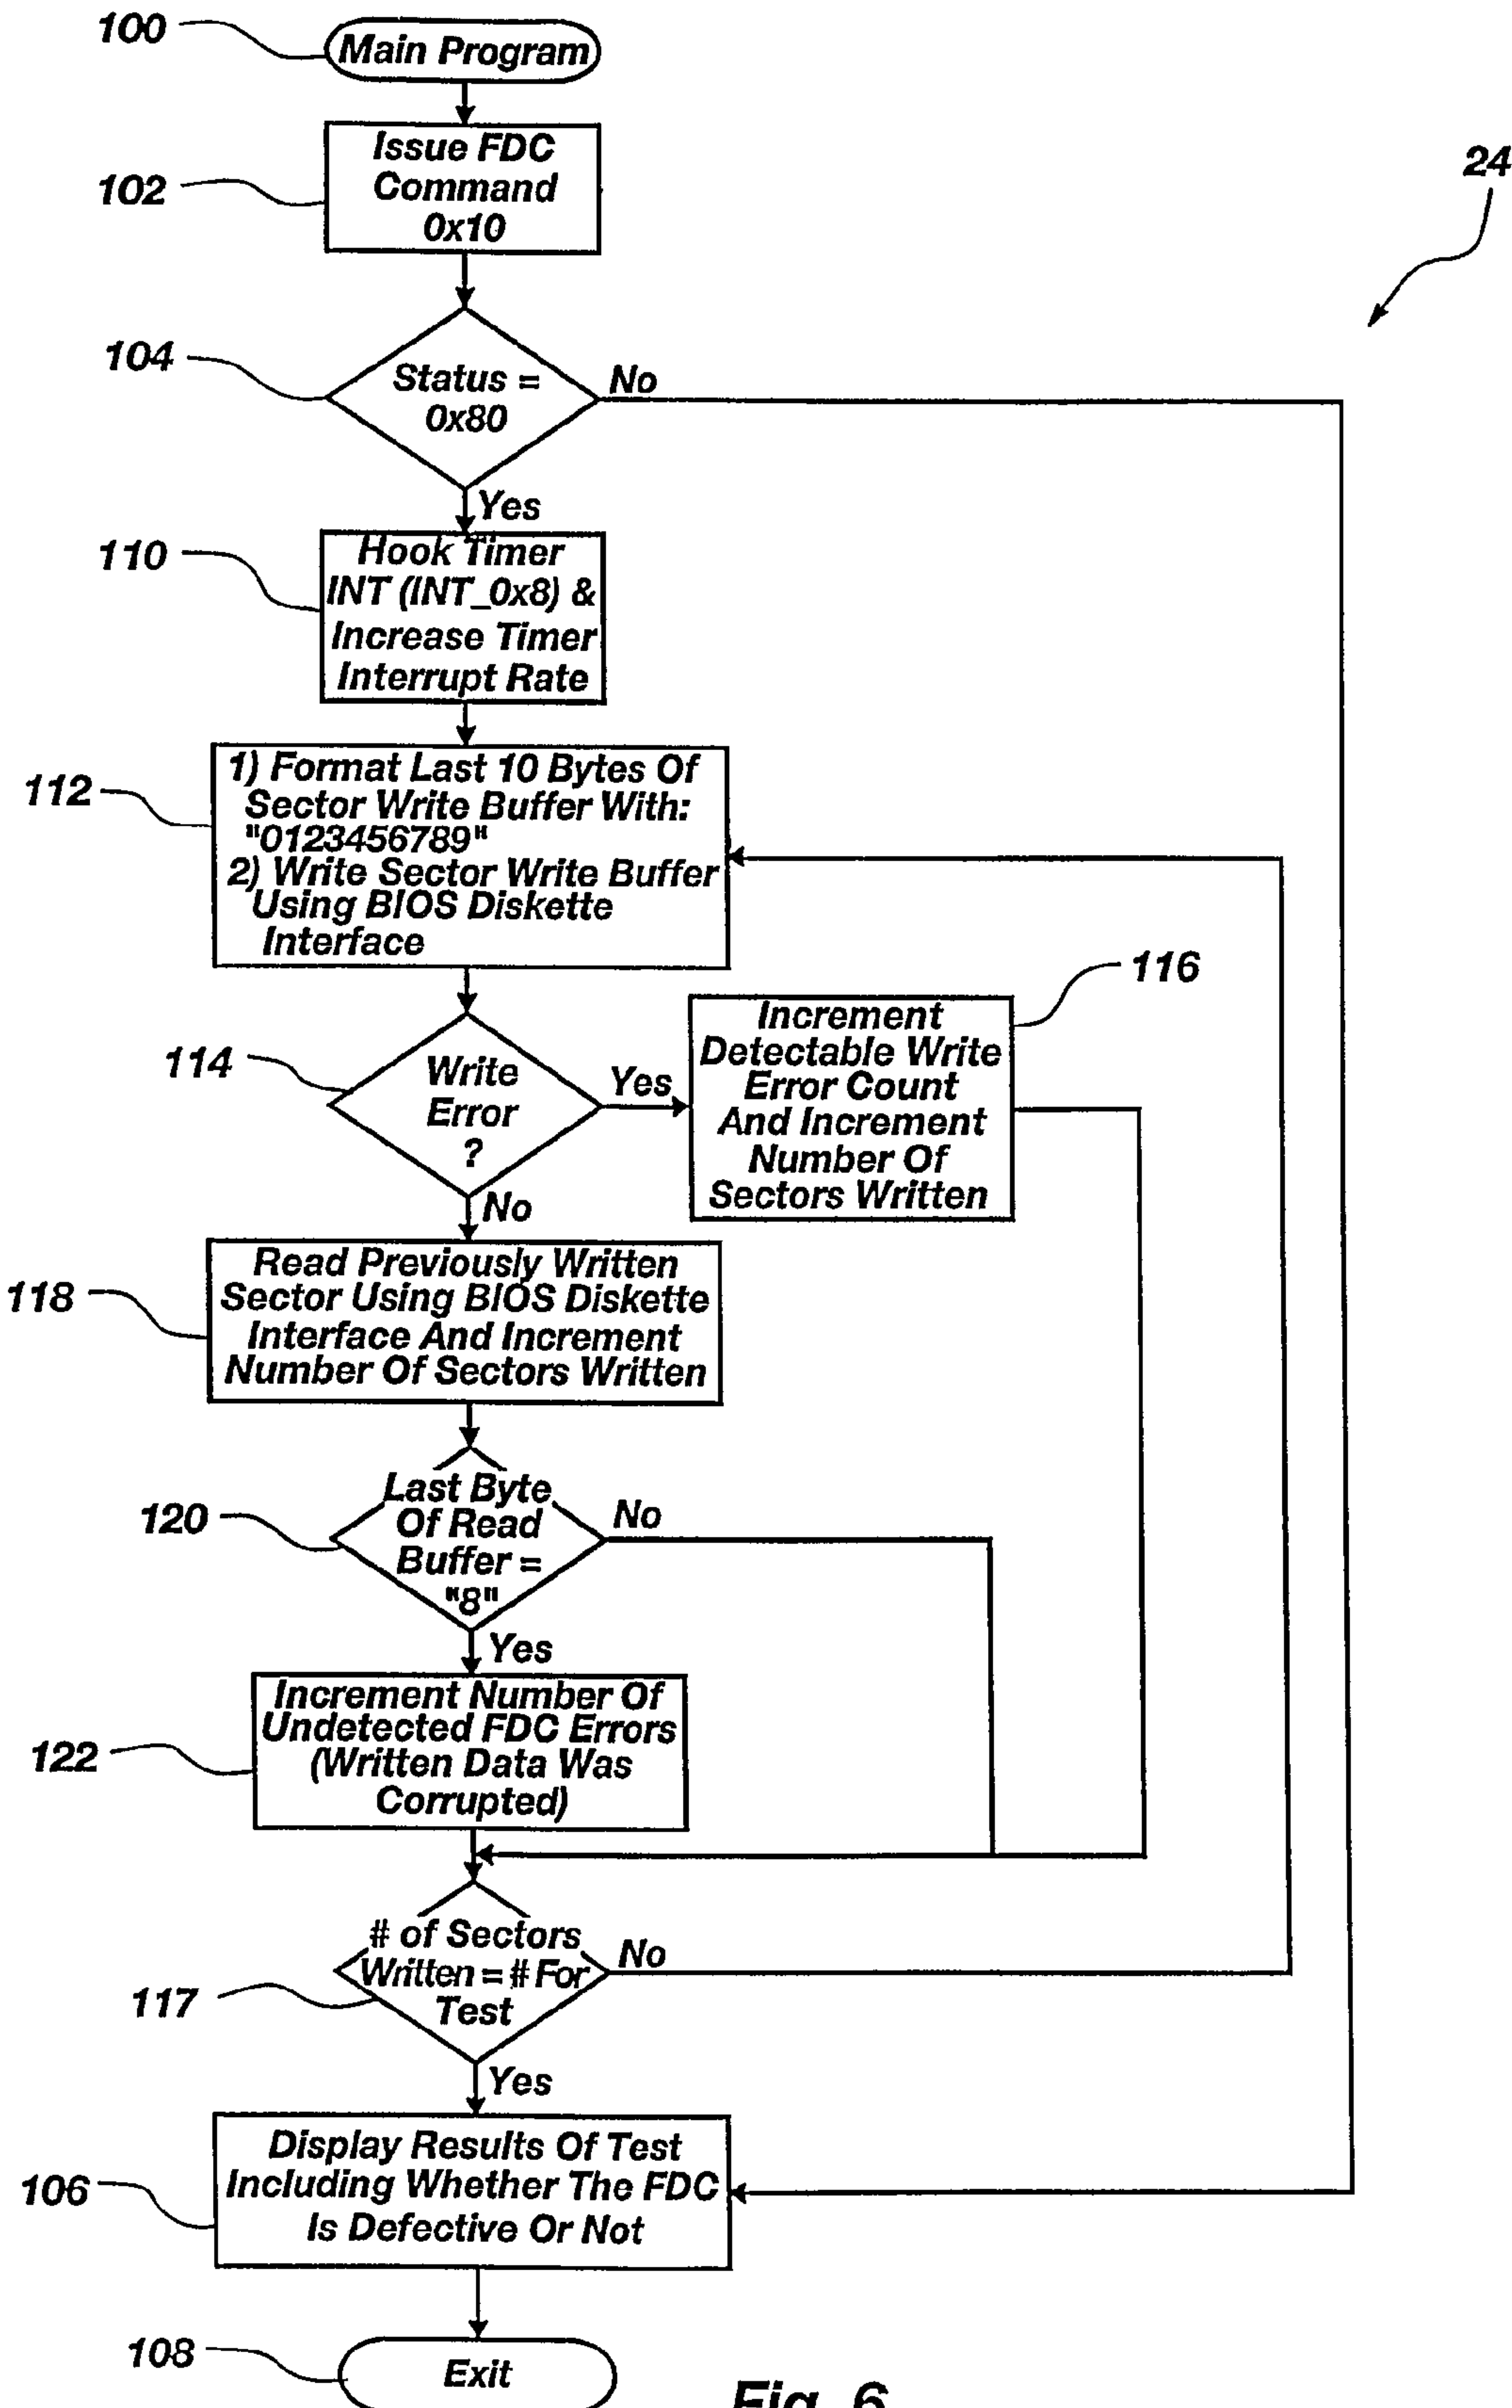 100
Main Program
102
Issue FDC
Command
0x10
24
104
Status =
0x80
No
Yes
110
Hook Timer
INT (INT_0x8) &
Increase Timer
Interrupt Rate
112
1) Format Last 10 Bytes Of
Sector Write Buffer With:
"0123456789"
2) Write Sector Write Buffer
Using BIOS Diskette
Interface
114
Write
Error
?
Yes
No
116
Increment
Detectable Write
Error Count
And Increment
Number Of
Sectors Written
118
Read Previously Written
Sector Using BIOS Diskette
Interface And Increment
Number Of Sectors Written
120
Last Byte
Of Read
Buffer =
"8"
No
Yes
122
Increment Number Of
Undetected FDC Errors
(Written Data Was
Corrupted)
117
# of Sectors
Written = # For
Test
No
Yes
106
Display Results Of Test
Including Whether The FDC
Is Defective Or Not
108
Exit
Fig. 6